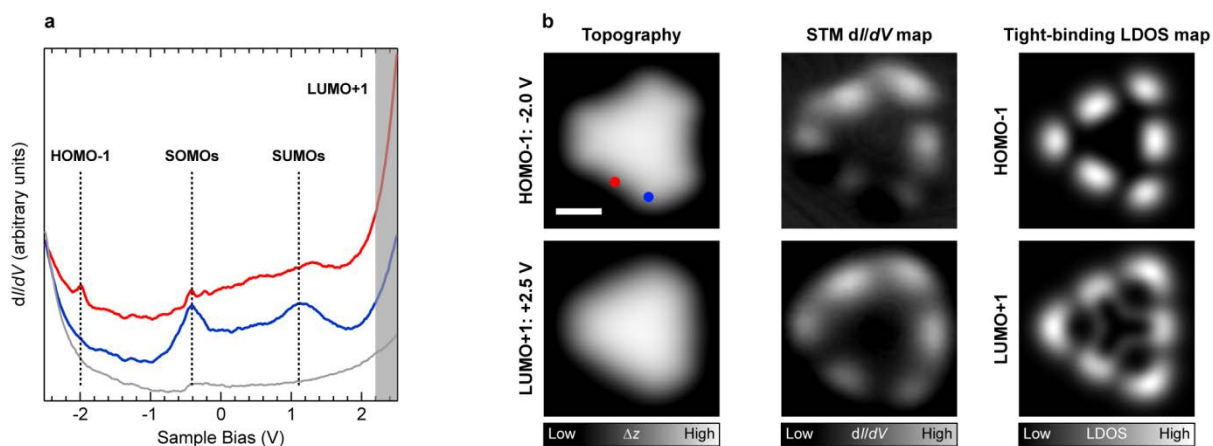 a
dI/dV (arbitrary units)
LUMO+1
HOMO-1
SOMOs
SUMOs
-2
-1
0
1
2
Sample Bias (V)
b
Topography
STM dI/dV map
Tight-binding LDOS map
HOMO-1: -2.0 V
HOMO-1
LUMO+1: +2.5 V
LUMO+1
Low Δz High
Low dI/dV High
Low LDOS High